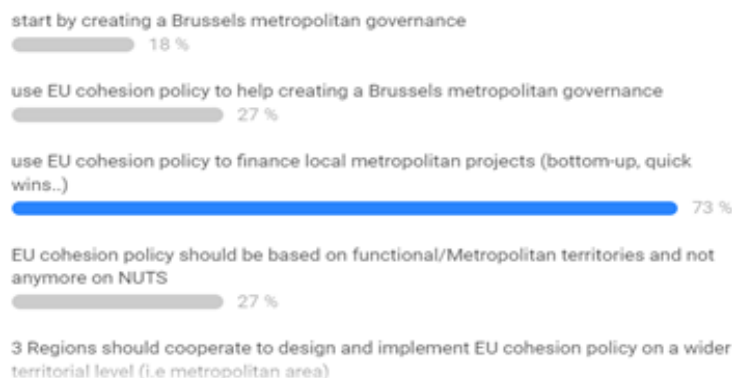 start by creating a Brussels metropolitan governance
18 %
use EU cohesion policy to help creating a Brussels metropolitan governance
27 %
use EU cohesion policy to finance local metropolitan projects (bottom-up, quick
wins..)
73 %
EU cohesion policy should be based on functional/Metropolitan territories and not
anymore on NUTS
27 %
3 Regions should cooperate to design and implement EU cohesion policy on a wider
territorial level (i.e metropolitan area)